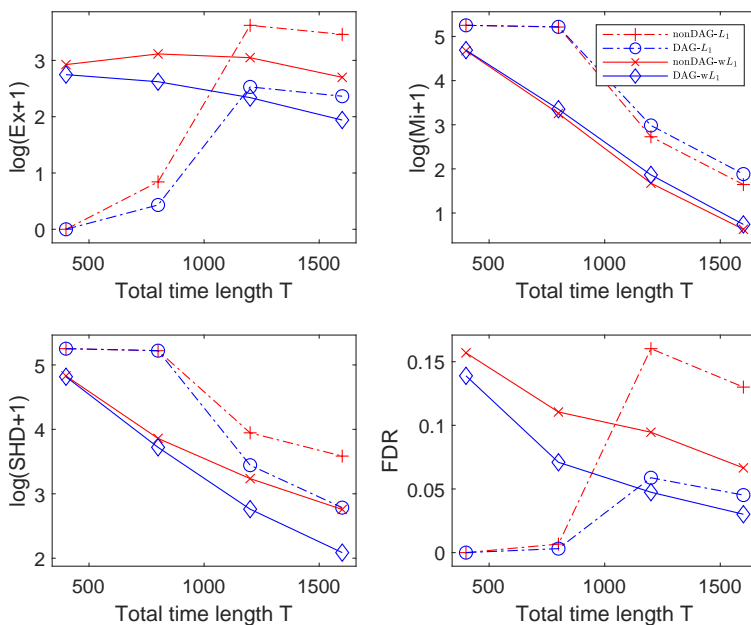 log(Ex+1)
3
2
1
0
500
1000
1500
Total time length T
log(Mi+1)
5
4
3
2
1
nonDAG-L₁
DAG-L₁
nonDAG-wL₁
DAG-wL₁
500
1000
1500
Total time length T
log(SHD+1)
5
4
3
2
500
1000
1500
Total time length T
FDR
0.15
0.1
0.05
0
500
1000
1500
Total time length T